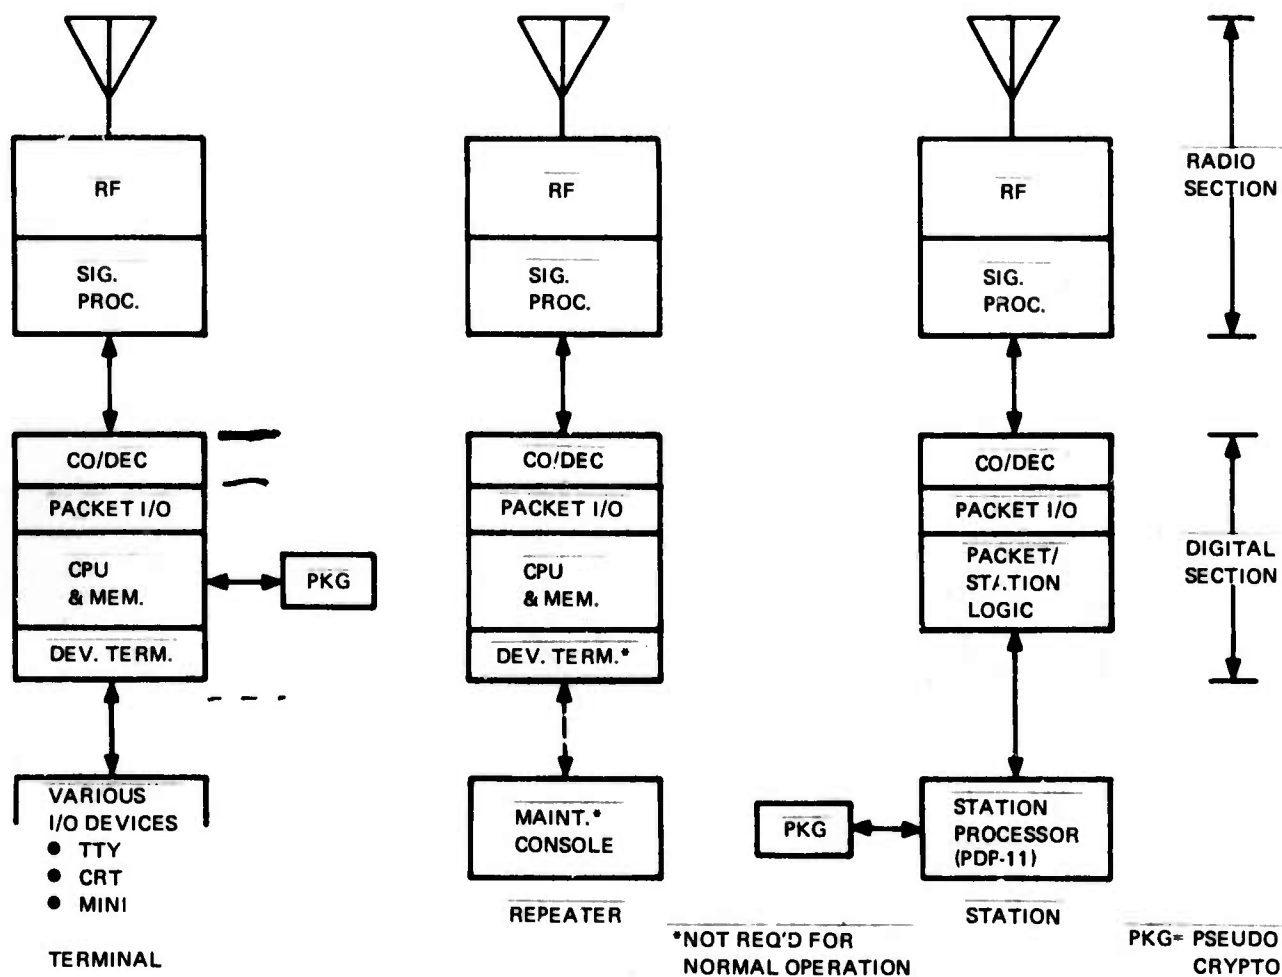 RF
SIG.
PROC.
CO/DEC
PACKET I/O
CPU
& MEM.
PKG
DEV. TERM.
VARIOUS
I/O DEVICES
● TTY
● CRT
● MINI
TERMINAL
RF
SIG.
PROC.
CO/DEC
PACKET I/O
CPU
& MEM.
DEV. TERM.*
MAINT.*
CONSOLE
REPEATER
*NOT REQ'D FOR
NORMAL OPERATION
RF
SIG.
PROC.
CO/DEC
PACKET I/O
PACKET/
STATION
LOGIC
PKG
STATION
PROCESSOR
(PDP-11)
STATION
RADIO
SECTION
DIGITAL
SECTION
PKG= PSEUDO
CRYPTO